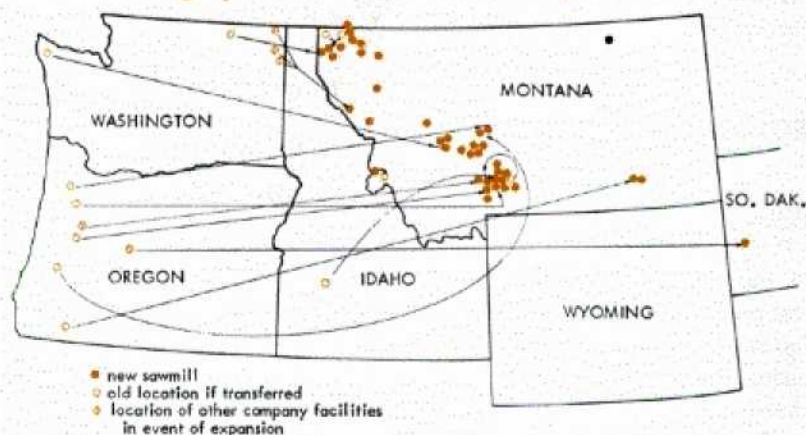 MONTANA
WASHINGTON
SO. DAK.
OREGON
IDAHO
WYOMING
new sawmill
old location if transferred
location of other company facilities
in event of expansion